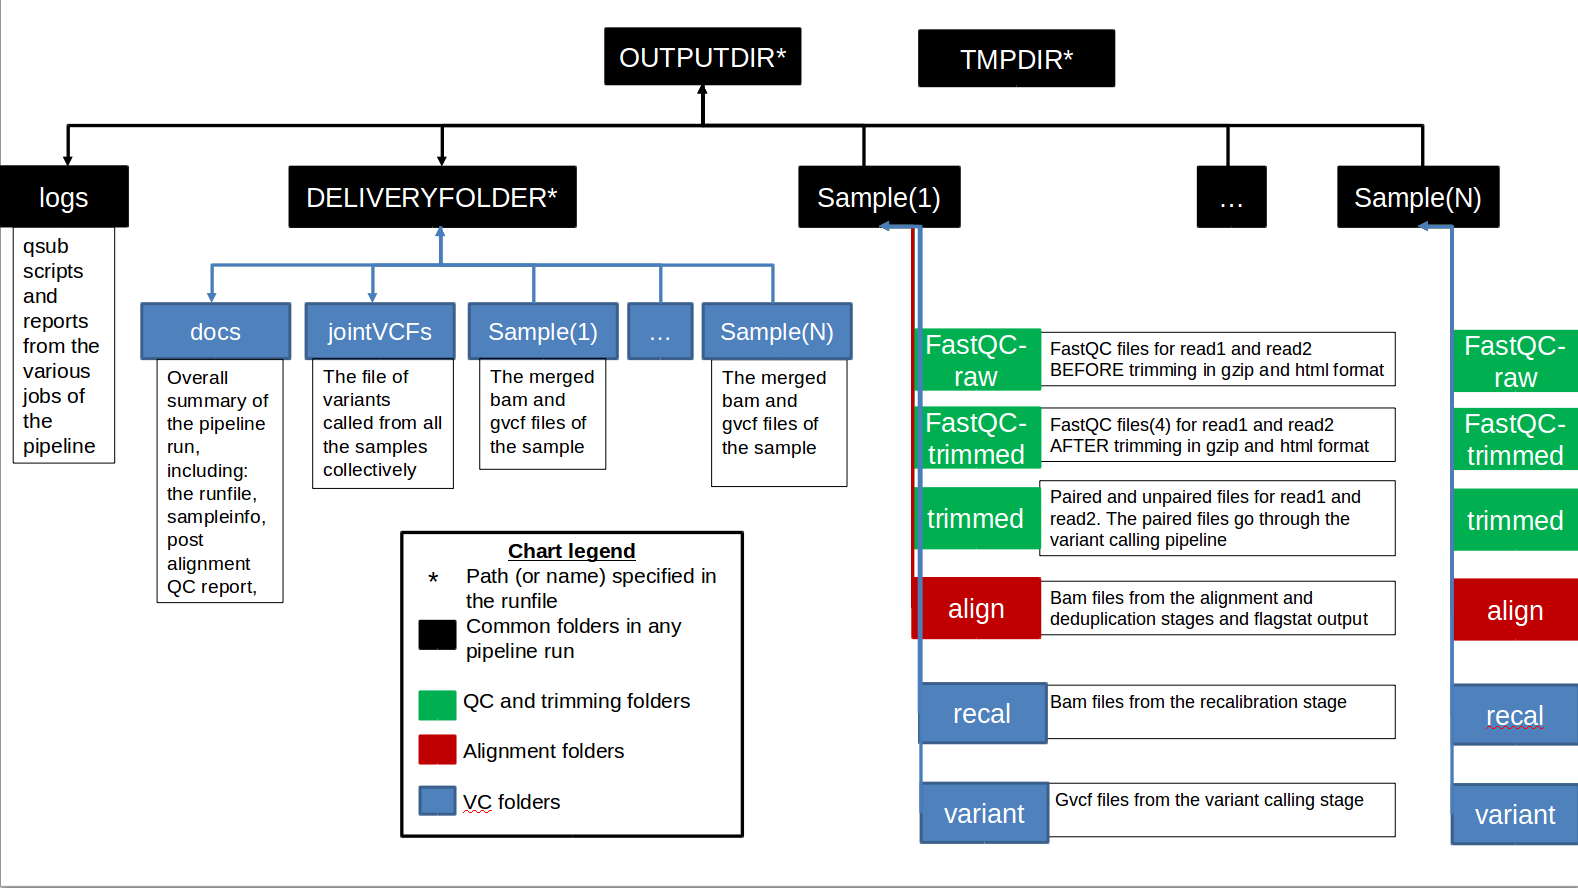 OUTPUTDIR*
TMPDIR*
logs
DELIVERYFOLDER*
Sample(1)
...
Sample(N)
qsub
scripts
and
reports
from the
various
jobs of
the
pipeline
docs
jointVCFs
Sample(1)
...
Sample(N)
Overall
summary of
the pipeline
run,
including:
the runfile,
sampleinfo,
post
alignment
QC report,
The file of
variants
called from all
the samples
collectively
The merged
bam and
gvcf files of
the sample
The merged
bam and
gvcf files of
the sample
Chart legend
* Path (or name) specified in
the runfile
Common folders in any
pipeline run
QC and trimming folders
Alignment folders
VC folders
FastQC-
raw
FastQC files for read1 and read2
BEFORE trimming in gzip and html format
FastQC-
trimmed
FastQC files(4) for read1 and read2
AFTER trimming in gzip and html format
trimmed
Paired and unpaired files for read1 and
read2. The paired files go through the
variant calling pipeline
align
Bam files from the alignment and
deduplication stages and flagstat output
recal
Bam files from the recalibration stage
variant
Gvcf files from the variant calling stage
FastQC-
raw
FastQC-
trimmed
trimmed
align
recal
variant